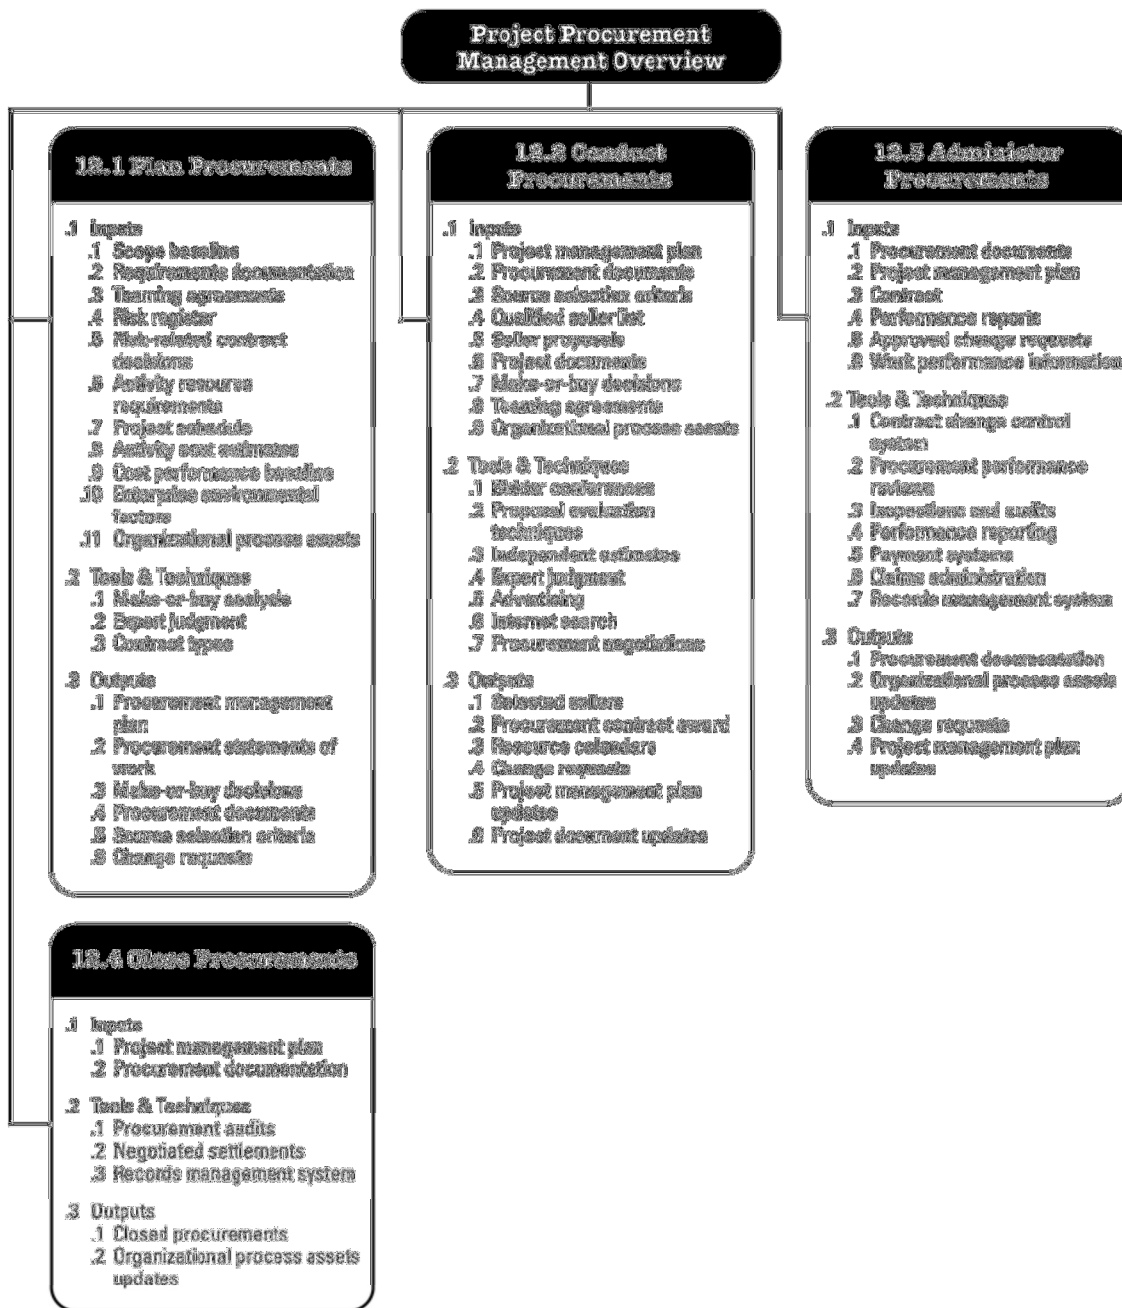 Project Procurement
Management Overview
12.1 Plan Procurements
.1 Inputs
.1 Scope baseline
.2 Requirements documentation
.3 Teaming agreements
.4 Risk register
.5 Risk-related contract
decisions
.6 Activity resource
requirements
.7 Project schedule
.8 Activity cost estimates
.9 Cost performance baseline
.10 Enterprise environmental
factors
.11 Organizational process assets
.2 Tools & Techniques
.1 Make-or-buy analysis
.2 Expert judgment
.3 Contract types
.3 Outputs
.1 Procurement management
plan
.2 Procurement statements of
work
.3 Make-or-buy decisions
.4 Procurement documents
.5 Source selection criteria
.6 Change requests
12.2 Conduct
Procurements
.1 Inputs
.1 Project management plan
.2 Procurement documents
.3 Source selection criteria
.4 Qualified seller list
.5 Seller proposals
.6 Project documents
.7 Make-or-buy decisions
.8 Teaming agreements
.9 Organizational process assets
.2 Tools & Techniques
.1 Bidder conferences
.2 Proposal evaluation
techniques
.3 Independent estimates
.4 Expert judgment
.5 Advertising
.6 Internet search
.7 Procurement negotiations
.3 Outputs
.1 Selected sellers
.2 Procurement contract award
.3 Resource calendars
.4 Change requests
.5 Project management plan
updates
.6 Project document updates
12.3 Administer
Procurements
.1 Inputs
.1 Procurement documents
.2 Project management plan
.3 Contract
.4 Performance reports
.5 Approved change requests
.6 Work performance information
.2 Tools & Techniques
.1 Contract change control
system
.2 Procurement performance
reviews
.3 Inspections and audits
.4 Performance reporting
.5 Payment systems
.6 Claims administration
.7 Records management system
.3 Outputs
.1 Procurement documentation
.2 Organizational process assets
updates
.3 Change requests
.4 Project management plan
updates
12.4 Close Procurements
.1 Inputs
.1 Project management plan
.2 Procurement documentation
.2 Tools & Techniques
.1 Procurement audits
.2 Negotiated settlements
.3 Records management system
.3 Outputs
.1 Closed procurements
.2 Organizational process assets
updates